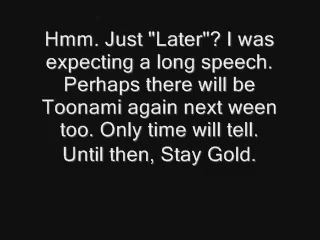 Hmm. Just "Later"? I was
expecting a long speech.
Perhaps there will be
Toonami again next ween
too. Only time will tell.
Until then, Stay Gold.